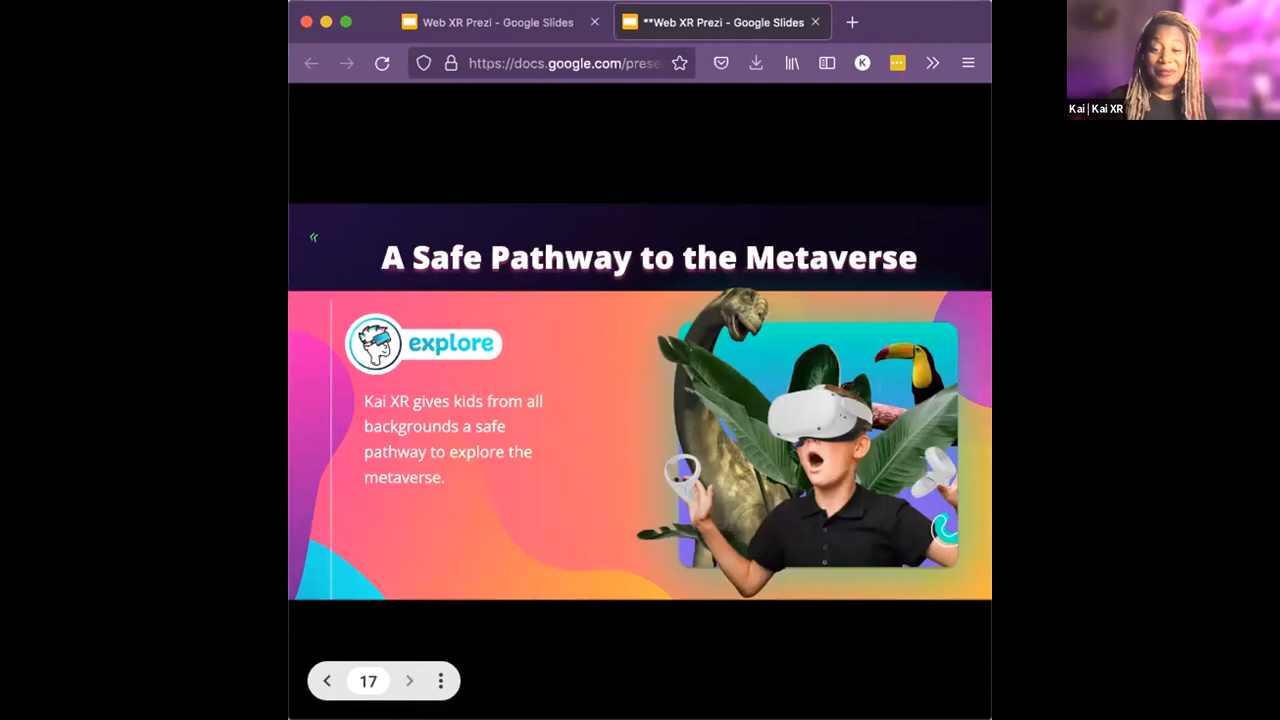 Web XR Prezi - Google Slides
**Web XR Prezi - Google Slides
https://docs.google.com/prese
K
Kai | Kai XR
A Safe Pathway to the Metaverse
explore
Kai XR gives kids from all
backgrounds a safe
pathway to explore the
metaverse.
17